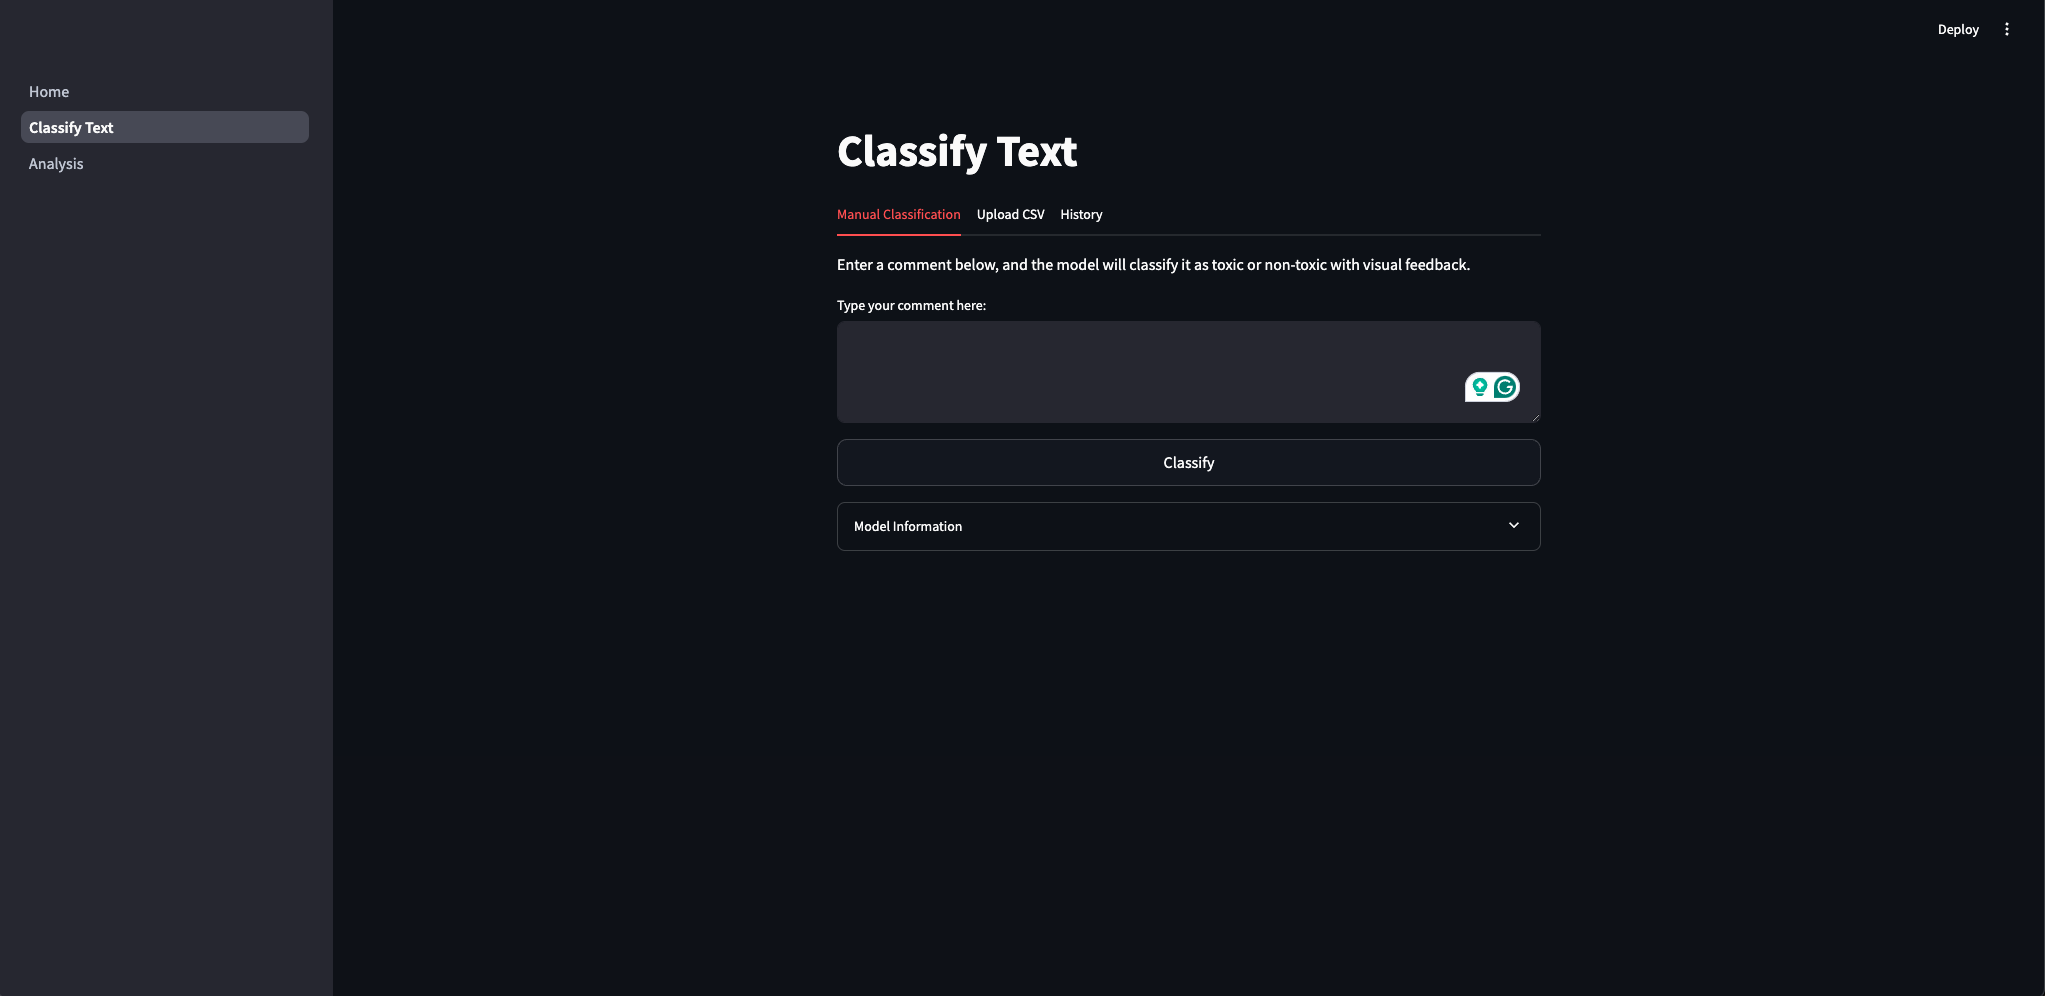 Deploy
Home
Classify Text
Analysis
Classify Text
Manual Classification Upload CSV History
Enter a comment below, and the model will classify it as toxic or non-toxic with visual feedback.
Type your comment here:
Classify
Model Information